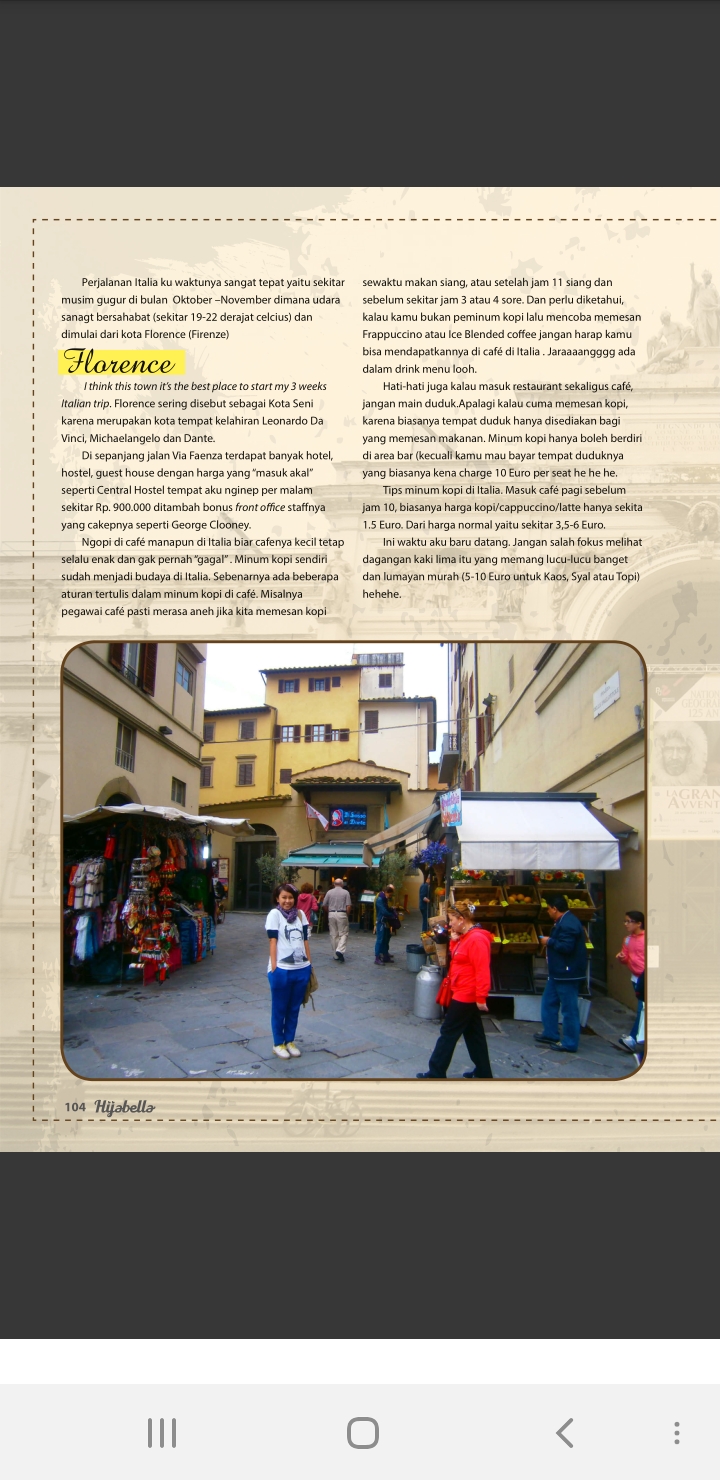 Perjalanan Italia ku waktunya sangat tepat yaitu sekitar
musim gugur di bulan Oktober –November dimana udara
sanagt bersahabat (sekitar 19-22 derajat celcius) dan
dimulai dari kota Florence (Firenze)
Florence
I think this town it's the best place to start my 3 weeks
Italian trip. Florence sering disebut sebagai Kota Seni
karena merupakan kota tempat kelahiran Leonardo Da
Vinci, Michaelangelo dan Dante.
Di sepanjang jalan Via Faenza terdapat banyak hotel,
hostel, guest house dengan harga yang “masuk akal”
seperti Central Hostel tempat aku nginep per malam
sekitar Rp. 900.000 ditambah bonus front office staffnya
yang cakepnya seperti George Clooney.
Ngopi di café manapun di Italia biar cafenya kecil tetap
selalu enak dan gak pernah “gagal” . Minum kopi sendiri
sudah menjadi budaya di Italia. Sebenarnya ada beberapa
aturan tertulis dalam minum kopi di café. Misalnya
pegawai café pasti merasa aneh jika kita memesan kopi
sewaktu makan siang, atau setelah jam 11 siang dan
sebelum sekitar jam 3 atau 4 sore. Dan perlu diketahui,
kalau kamu bukan peminum kopi lalu mencoba memesan
Frappuccino atau Ice Blended coffee jangan harap kamu
bisa mendapatkannya di café di Italia . Jaraaaangggg ada
dalam drink menu looh.
Hati-hati juga kalau masuk restaurant sekaligus café,
jangan main duduk.Apalagi kalau cuma memesan kopi,
karena biasanya tempat duduk hanya disediakan bagi
yang memesan makanan. Minum kopi hanya boleh berdiri
di area bar (kecuali kamu mau bayar tempat duduknya
yang biasanya kena charge 10 Euro per seat he he he.
Tips minum kopi di Italia. Masuk café pagi sebelum
jam 10, biasanya harga kopi/cappuccino/latte hanya sekita
1.5 Euro. Dari harga normal yaitu sekitar 3,5-6 Euro.
Ini waktu aku baru datang. Jangan salah fokus melihat
dagangan kaki lima itu yang memang lucu-lucu banget
dan lumayan murah (5-10 Euro untuk Kaos, Syal atau Topi)
hehehe.
LAGRAN
AVVENT
104 Hijabella